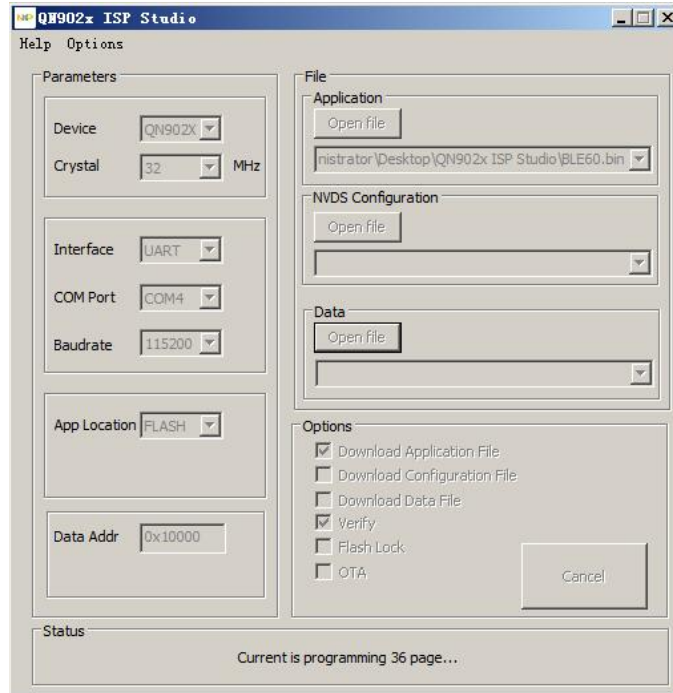 NXP QN902x ISP Studio
Help Options
Parameters
Device QN902X
Crystal 32 MHz
Interface UART
COM Port COM4
Baudrate 115200
App Location FLASH
Data Addr 0x10000
File
Application
Open file
nistrator\Desktop\QN902x ISP Studio\BLE60.bin
NVDS Configuration
Open file
Data
Open file
Options
Download Application File
Download Configuration File
Download Data File
Verify
Flash Lock
OTA
Cancel
Status
Current is programming 36 page...